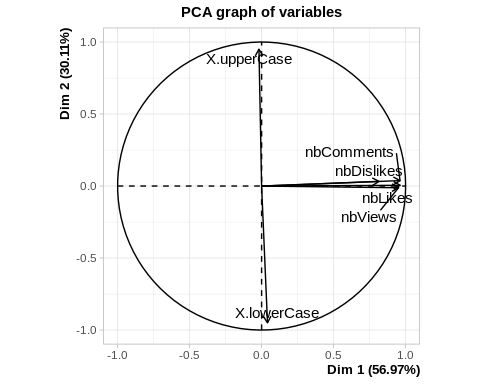 PCA graph of variables
Dim 2 (30.11%)
1.0
0.5
0.0
-0.5
-1.0
X.upperCase
nbComments
nbDislikes
nbLikes
nbViews
X.lowerCase
-1.0 -0.5 0.0 0.5 1.0
Dim 1 (56.97%)